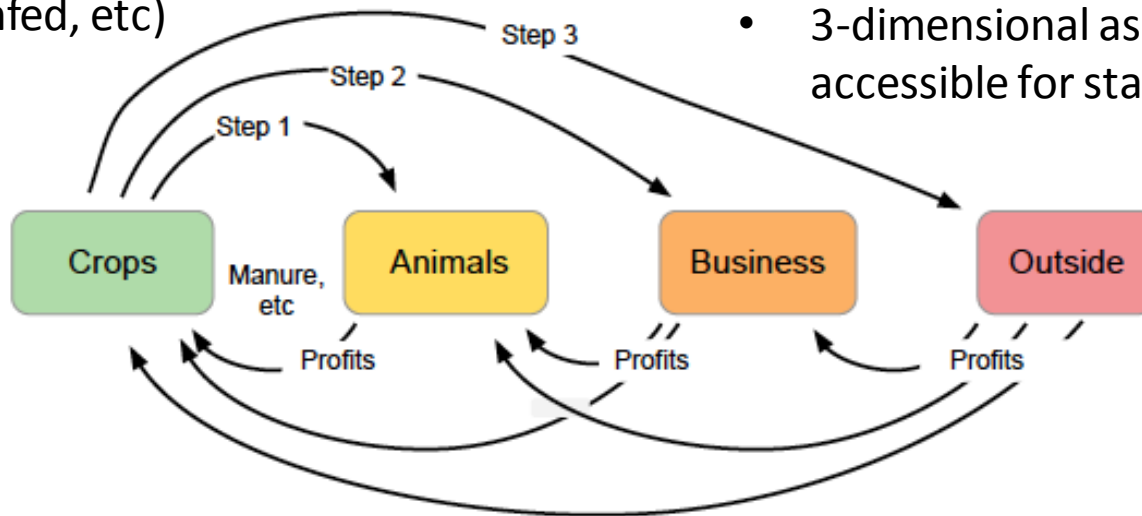 nfed, etc)
• 3-dimensional as
accessible for sta
Step 3
Step 2
Step 1
Crops
Manure,
etc
Animals
Business
Outside
Profits
Profits
Profits